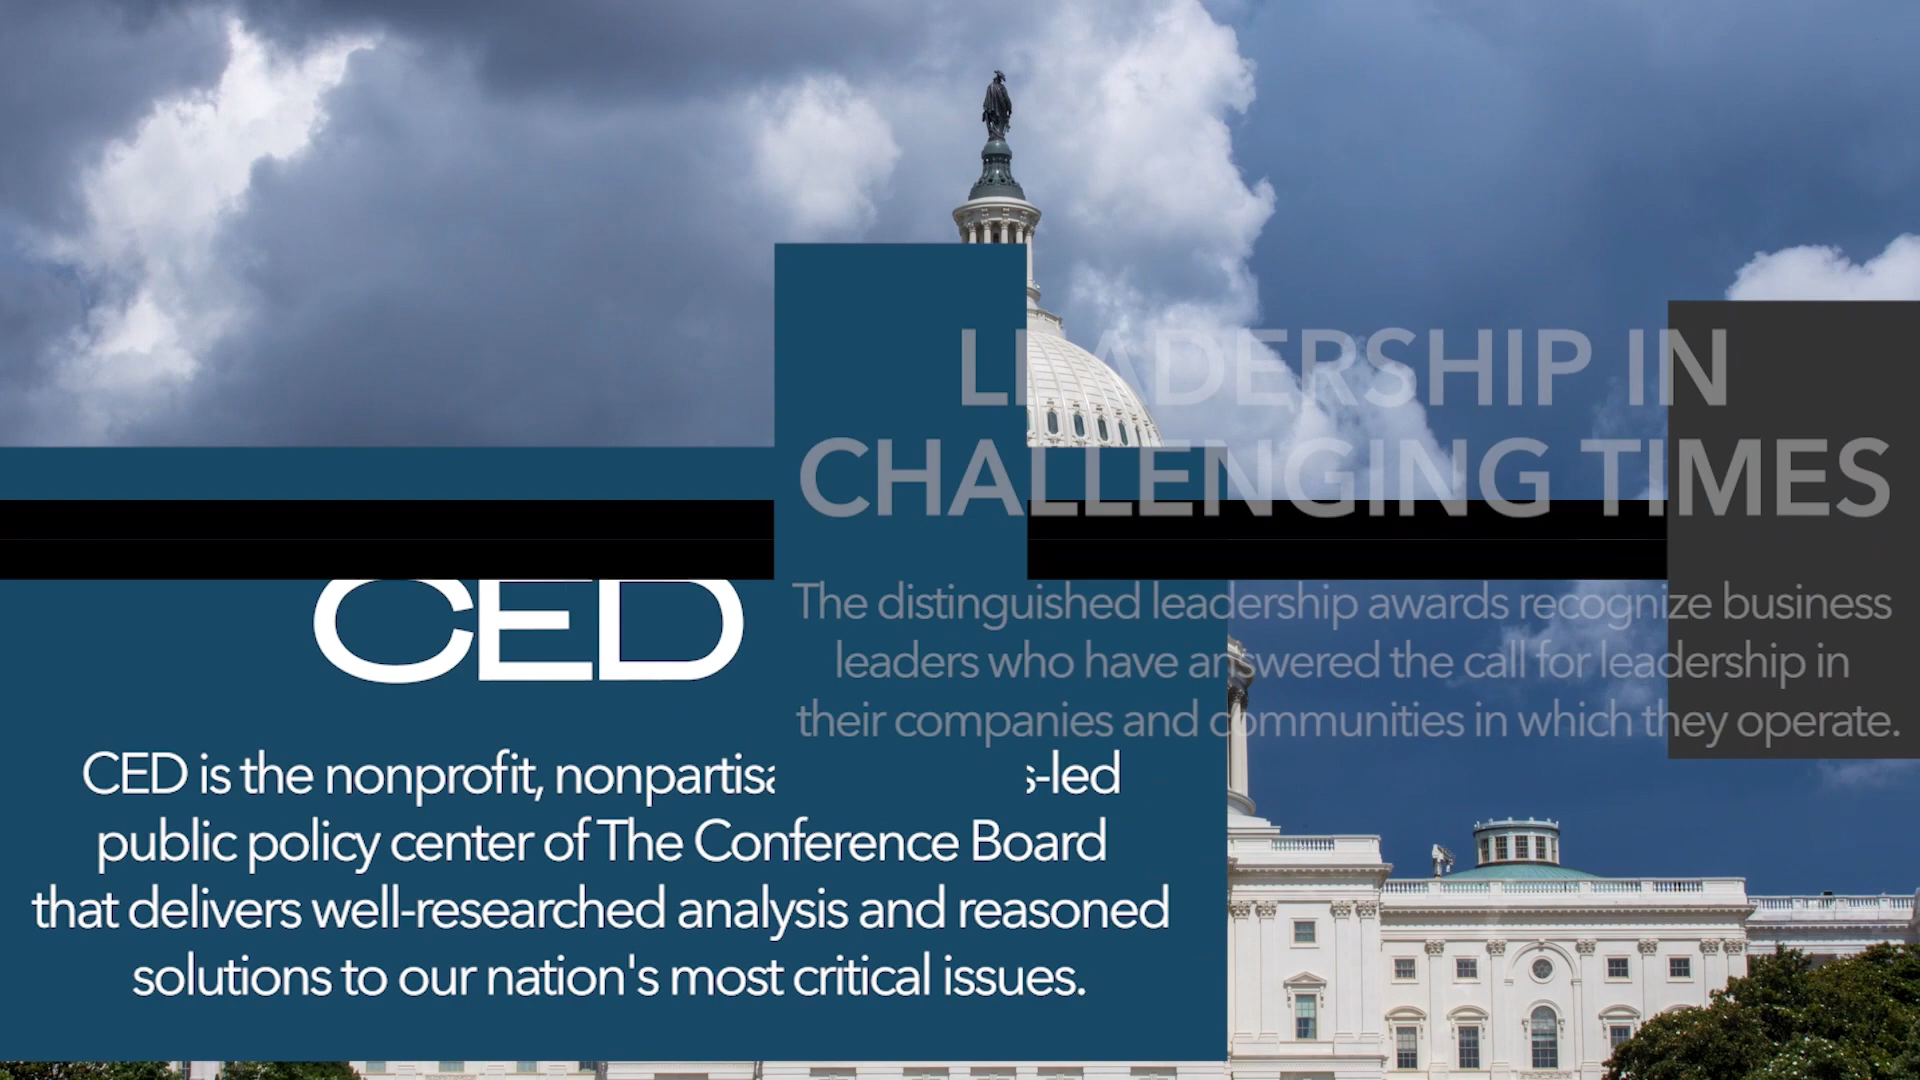 LEADERSHIP IN
CHALLENGING TIMES
The distinguished leadership awards recognize business
leaders who have answered the call for leadership in
their companies and communities in which they operate.
CED
CED is the nonprofit, -led
public policy center of The Conference Board
that delivers well-researched analysis and reasoned
solutions to our nation's most critical issues.